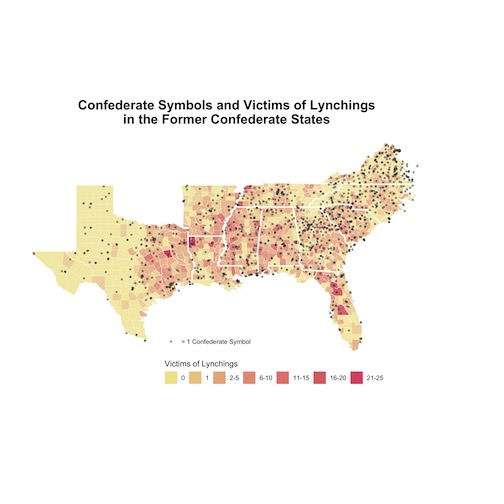 Confederate Symbols and Victims of Lynchings
in the Former Confederate States
= 1 Confederate Symbol
Victims of Lynchings
0 1 2-5 6-10 11-15 16-20 21-25